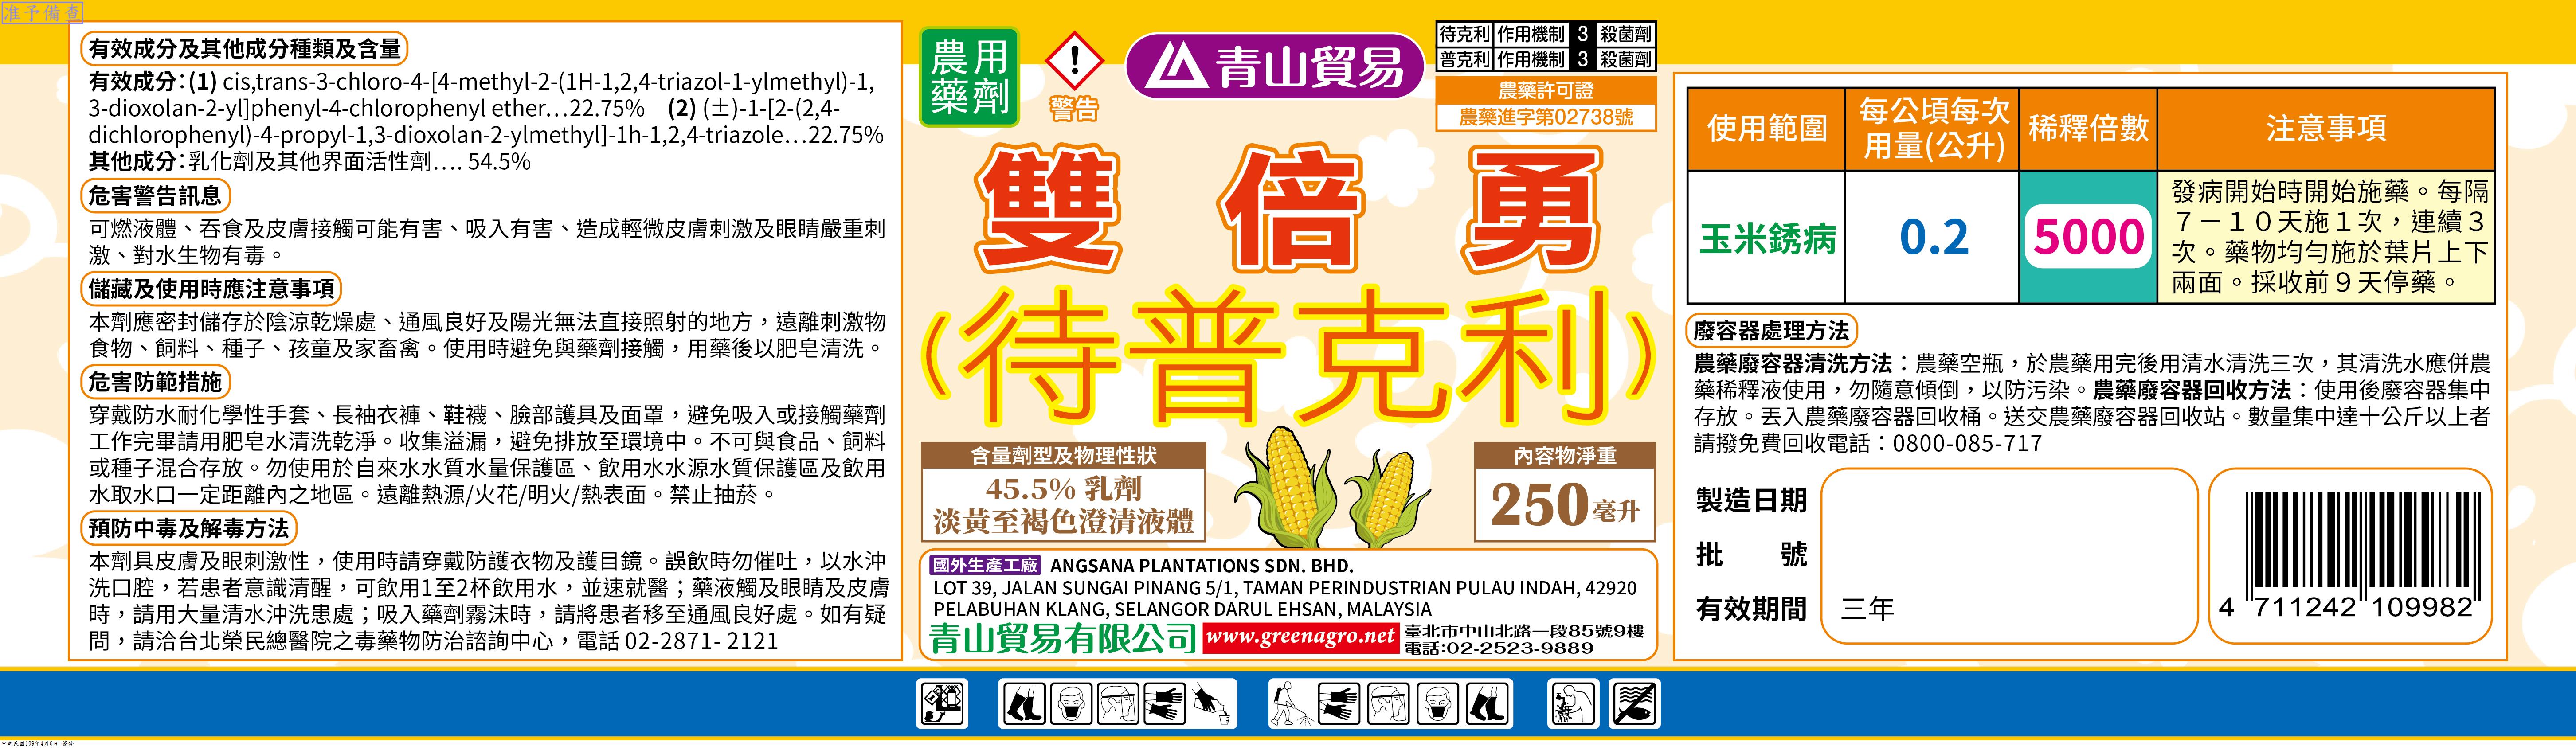 准予備查
有效成分及其他成分種類及含量
有效成分：(1) cis,trans-3-chloro-4-[4-methyl-2-(1H-1,2,4-triazol-1-ylmethyl)-1,
3-dioxolan-2-yl]phenyl-4-chlorophenyl ether…22.75% (2) (±)-1-[2-(2,4-
dichlorophenyl)-4-propyl-1,3-dioxolan-2-ylmethyl]-1h-1,2,4-triazole…22.75%
其他成分：乳化劑及其他界面活性劑…. 54.5%
危害警告訊息
可燃液體、吞食及皮膚接觸可能有害、吸入有害、造成輕微皮膚刺激及眼睛嚴重刺
激、對水生物有毒。
儲藏及使用時應注意事項
本劑應密封儲存於陰涼乾燥處、通風良好及陽光無法直接照射的地方，遠離刺激物
食物、飼料、種子、孩童及家畜禽。使用時避免與藥劑接觸，用藥後以肥皂清洗。
危害防範措施
穿戴防水耐化學性手套、長袖衣褲、鞋襪、臉部護具及面罩，避免吸入或接觸藥劑
工作完畢請用肥皂水清洗乾淨。收集溢漏，避免排放至環境中。不可與食品、飼料
或種子混合存放。勿使用於自來水水質水量保護區、飲用水水源水質保護區及飲用
水取水口一定距離內之地區。遠離熱源/火花/明火/熱表面。禁止抽菸。
預防中毒及解毒方法
本劑具皮膚及眼刺激性，使用時請穿戴防護衣物及護目鏡。誤飲時勿催吐，以水沖
洗口腔，若患者意識清醒，可飲用1至2杯飲用水，並速就醫；藥液觸及眼睛及皮膚
時，請用大量清水沖洗患處；吸入藥劑霧沫時，請將患者移至通風良好處。如有疑
問，請洽台北榮民總醫院之毒藥物防治諮詢中心，電話 02-2871- 2121
農用
藥劑
警告
青山貿易
待克利 作用機制 3 殺菌劑
普克利 作用機制 3 殺菌劑
農藥許可證
農藥進字第02738號
雙倍勇
(待普克利)
含量劑型及物理性狀
45.5% 乳劑
淡黃至褐色澄清液體
內容物淨重
250毫升
國外生產工廠 ANGSANA PLANTATIONS SDN. BHD.
LOT 39, JALAN SUNGAI PINANG 5/1, TAMAN PERINDUSTRIAN PULAU INDAH, 42920
PELABUHAN KLANG, SELANGOR DARUL EHSAN, MALAYSIA
青山貿易有限公司 www.greenagro.net 臺北市中山北路一段85號9樓
電話:02-2523-9889
使用範圍 每公頃每次用量(公升) 稀釋倍數 注意事項
玉米銹病 0.2 5000
發病開始時開始施藥。每隔
７－１０天施１次，連續３
次。藥物均勻施於葉片上下
兩面。採收前９天停藥。
廢容器處理方法
農藥廢容器清洗方法：農藥空瓶，於農藥用完後用清水清洗三次，其清洗水應併農
藥稀釋液使用，勿隨意傾倒，以防污染。農藥廢容器回收方法：使用後廢容器集中
存放。丟入農藥廢容器回收桶。送交農藥廢容器回收站。數量集中達十公斤以上者
請撥免費回收電話：0800-085-717
製造日期
批 號
有效期間 三年
4 711242 109982
中華民國109年4月6日 簽發